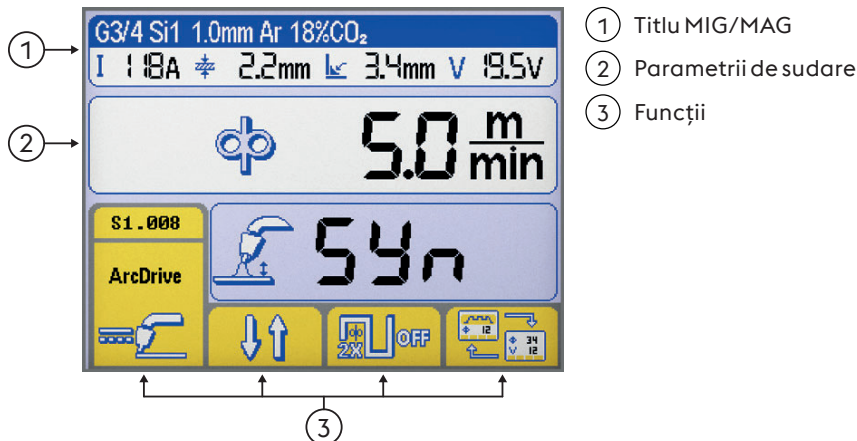 G3/4 Si1 1.0mm Ar 18%CO₂
I 118A 2.2mm 3.4mm V 19.5V
5.0 m/min
S1.008
Syn
ArcDrive
2X OFF
12
V 34 12
1
2
3
1 Titlu MIG/MAG
2 Parametrii de sudare
3 Funcții